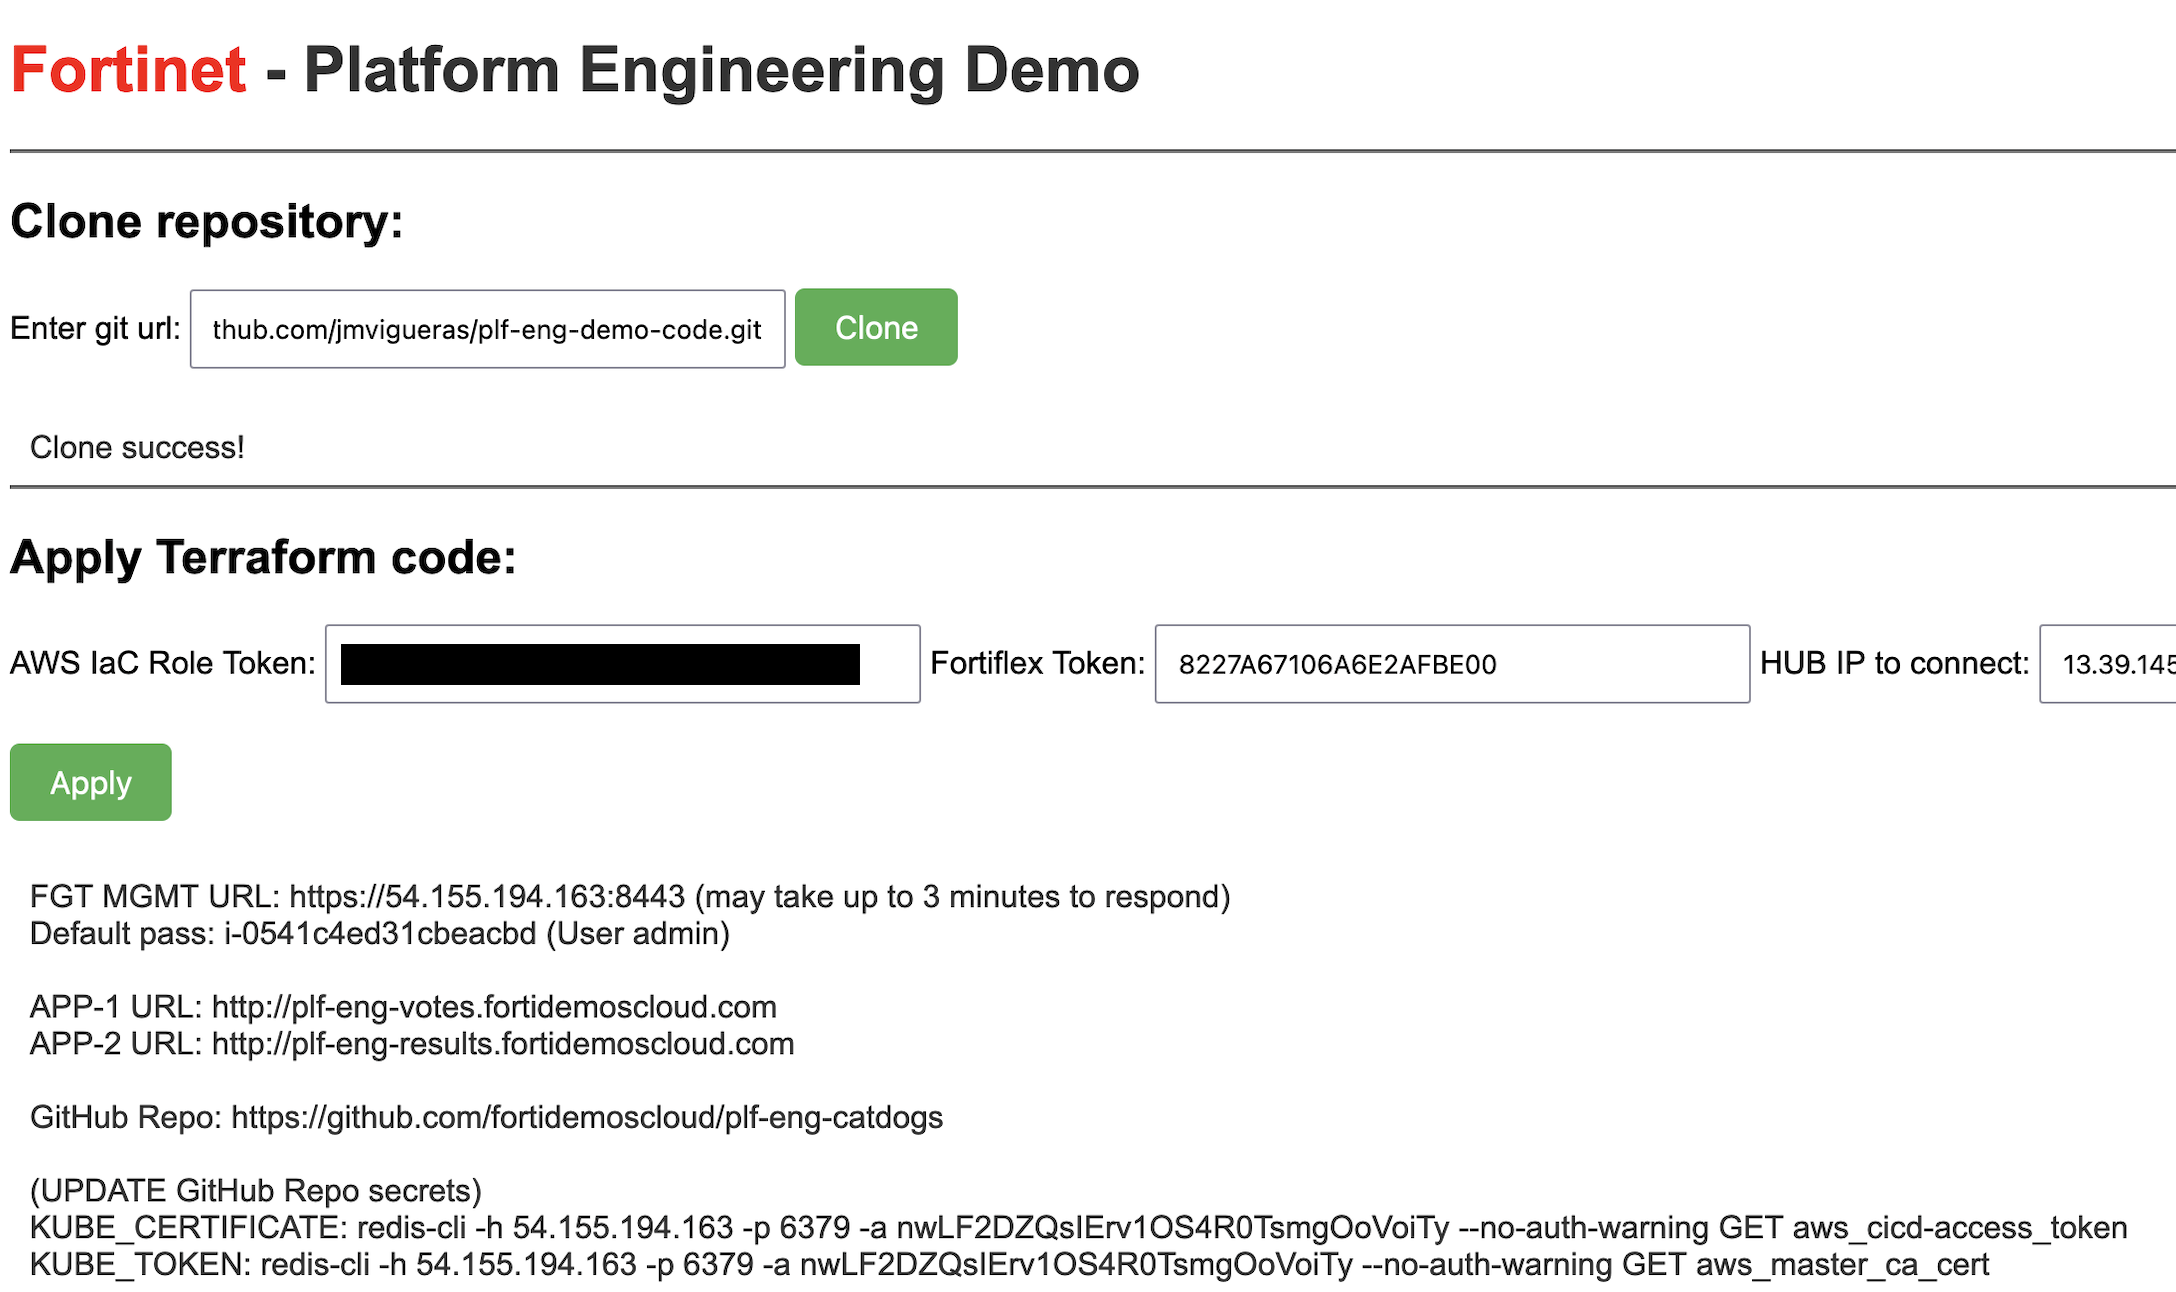 Fortinet - Platform Engineering Demo
Clone repository:
Enter git url: thub.com/jmvigueras/plf-eng-demo-code.git Clone
Clone success!
Apply Terraform code:
AWS IaC Role Token: Fortiflex Token: 8227A67106A6E2AFBE00 HUB IP to connect: 13.39.145
Apply
FGT MGMT URL: https://54.155.194.163:8443 (may take up to 3 minutes to respond)
Default pass: i-0541c4ed31cbeacbd (User admin)
APP-1 URL: http://plf-eng-votes.fortidemoscloud.com
APP-2 URL: http://plf-eng-results.fortidemoscloud.com
GitHub Repo: https://github.com/fortidemoscloud/plf-eng-catdogs
(UPDATE GitHub Repo secrets)
KUBE_CERTIFICATE: redis-cli -h 54.155.194.163 -p 6379 -a nwLF2DZQsIErv1OS4R0TsmgOoVoiTy --no-auth-warning GET aws_cicd-access_token
KUBE_TOKEN: redis-cli -h 54.155.194.163 -p 6379 -a nwLF2DZQsIErv1OS4R0TsmgOoVoiTy --no-auth-warning GET aws_master_ca_cert